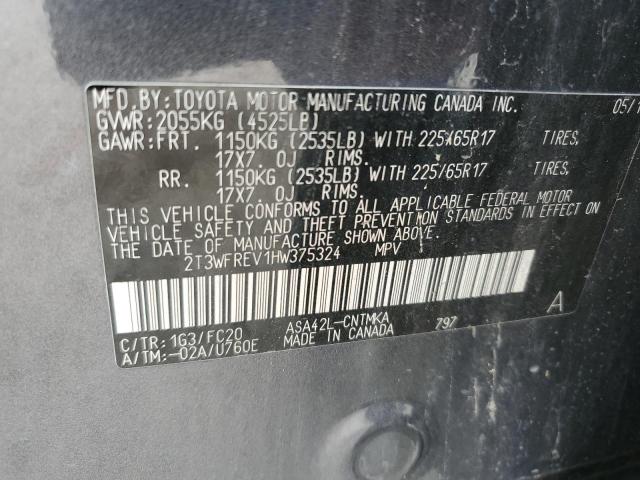 MFD. BY: TOYOTA MOTOR MANUFACTURING CANADA INC. 05/
GVWR: 2055KG (4525LB)
GAWR: FRT. 1150KG (2535LB) WITH 225/65R17 TIRES,
17X7. OJ RIMS.
RR. 1150KG (2535LB) WITH 225/65R17 TIRES,
17X7. OJ RIMS.
THIS VEHICLE CONFORMS TO ALL APPLICABLE FEDERAL MOTOR
VEHICLE SAFETY AND THEFT PREVENTION STANDARDS IN EFFECT ON
THE DATE OF MANUFACTURE SHOWN ABOVE.
2T3WFREV1HW375324 MPV
A
C/TR: 1G3/FC20 ASA42L-CNTMKA 797
A/TM: -02A/U760E MADE IN CANADA